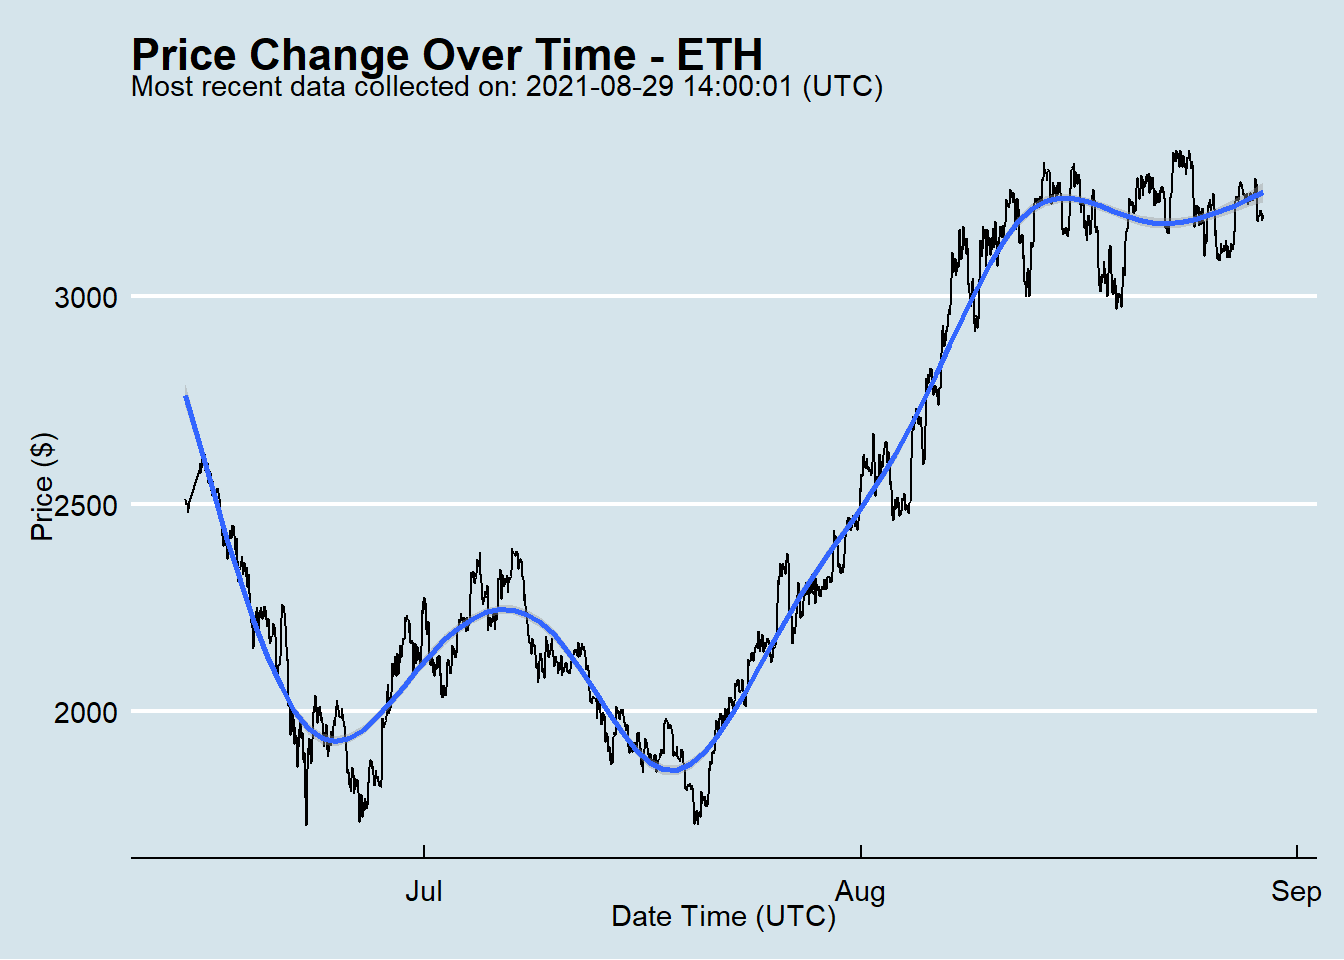 Price Change Over Time - ETH
Most recent data collected on: 2021-08-29 14:00:01 (UTC)
Price ($)
3000
2500
2000
Jul
Aug
Sep
Date Time (UTC)